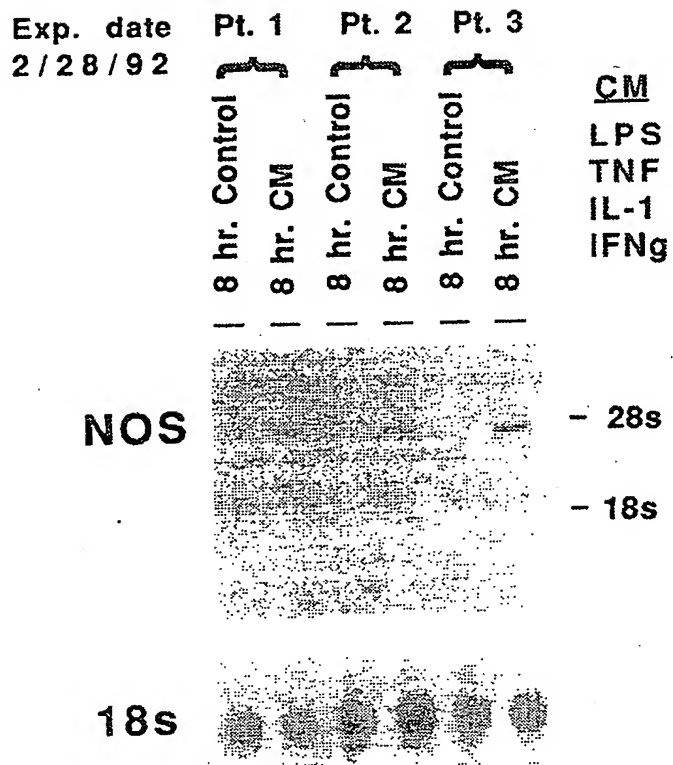 Exp. date
2/28/92
Pt. 1
Pt. 2
Pt. 3
8 hr. Control
8 hr. CM
8 hr. Control
8 hr. CM
8 hr. Control
8 hr. CM
CM
LPS
TNF
IL-1
IFNg
NOS
- 28s
- 18s
18s